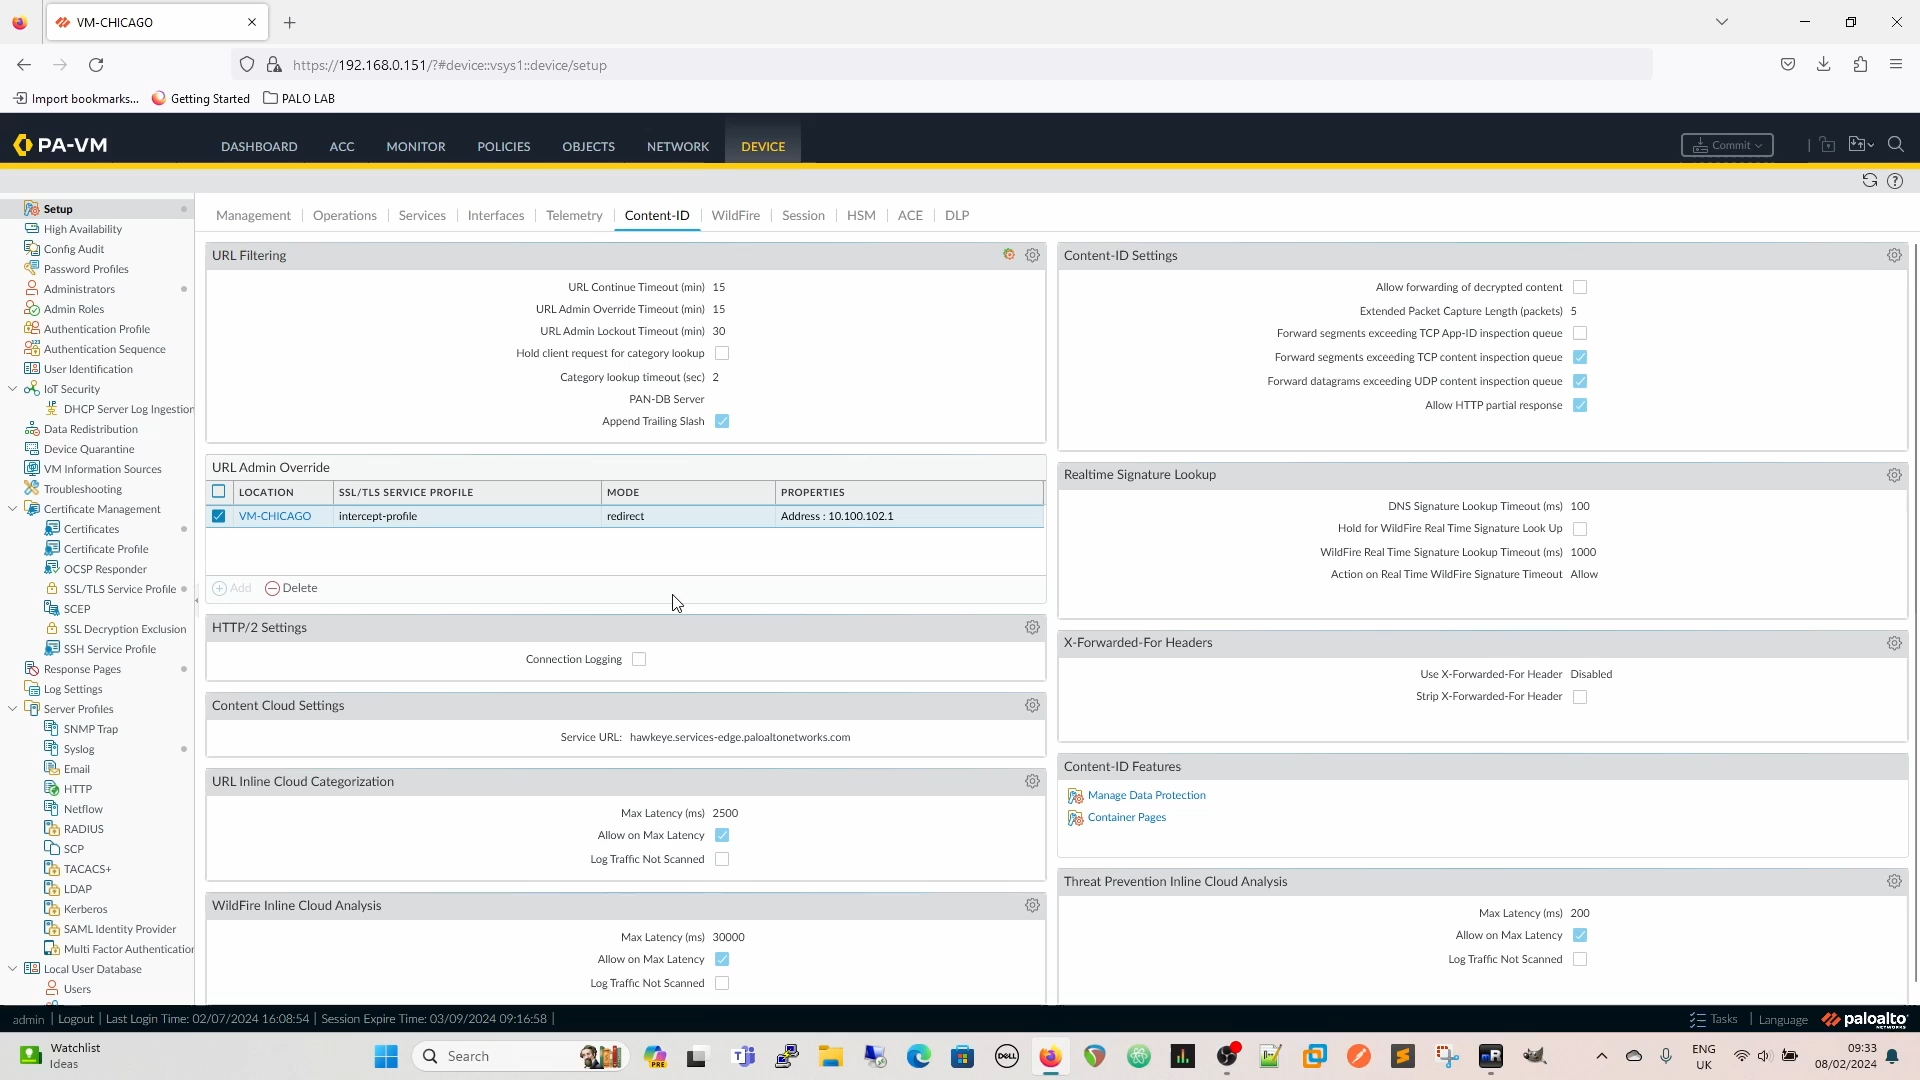 VM-CHICAGO
https://192.168.0.151/?#device::vsys1::device/setup
Import bookmarks...
Getting Started
PALO LAB
PA-VM
DASHBOARD
ACC
MONITOR
POLICIES
OBJECTS
NETWORK
DEVICE
Commit
Setup
High Availability
Config Audit
Password Profiles
Administrators
Admin Roles
Authentication Profile
Authentication Sequence
User Identification
IoT Security
DHCP Server Log Ingestion
Data Redistribution
Device Quarantine
VM Information Sources
Troubleshooting
Certificate Management
Certificates
Certificate Profile
OCSP Responder
SSL/TLS Service Profile
SCEP
SSL Decryption Exclusion
SSH Service Profile
Response Pages
Log Settings
Server Profiles
SNMP Trap
Syslog
Email
HTTP
Netflow
RADIUS
SCP
TACACS+
LDAP
Kerberos
SAML Identity Provider
Multi Factor Authentication
Local User Database
Users
Management
Operations
Services
Interfaces
Telemetry
Content-ID
WildFire
Session
HSM
ACE
DLP
URL Filtering
URL Continue Timeout (min) 15
URL Admin Override Timeout (min) 15
URL Admin Lockout Timeout (min) 30
Hold client request for category lookup
Category lookup timeout (sec) 2
PAN-DB Server
Append Trailing Slash
URL Admin Override
LOCATION SSL/TLS SERVICE PROFILE MODE PROPERTIES
VM-CHICAGO intercept-profile redirect Address : 10.100.102.1
Add Delete
HTTP/2 Settings
Connection Logging
Content Cloud Settings
Service URL: hawkeye.services-edge.paloaltonetworks.com
URL Inline Cloud Categorization
Max Latency (ms) 2500
Allow on Max Latency
Log Traffic Not Scanned
WildFire Inline Cloud Analysis
Max Latency (ms) 30000
Allow on Max Latency
Log Traffic Not Scanned
Content-ID Settings
Allow forwarding of decrypted content
Extended Packet Capture Length (packets) 5
Forward segments exceeding TCP App-ID inspection queue
Forward segments exceeding TCP content inspection queue
Forward datagrams exceeding UDP content inspection queue
Allow HTTP partial response
Realtime Signature Lookup
DNS Signature Lookup Timeout (ms) 100
Hold for WildFire Real Time Signature Look Up
WildFire Real Time Signature Lookup Timeout (ms) 1000
Action on Real Time WildFire Signature Timeout Allow
X-Forwarded-For Headers
Use X-Forwarded-For Header Disabled
Strip X-Forwarded-For Header
Content-ID Features
Manage Data Protection
Container Pages
Threat Prevention Inline Cloud Analysis
Max Latency (ms) 200
Allow on Max Latency
Log Traffic Not Scanned
admin | Logout | Last Login Time: 02/07/2024 16:08:54 | Session Expire Time: 03/09/2024 09:16:58 |
Tasks | Language
paloalto
NETWORKS
Watchlist
Ideas
Search
PRE
DELL
mR
ENG
UK
09:33
08/02/2024